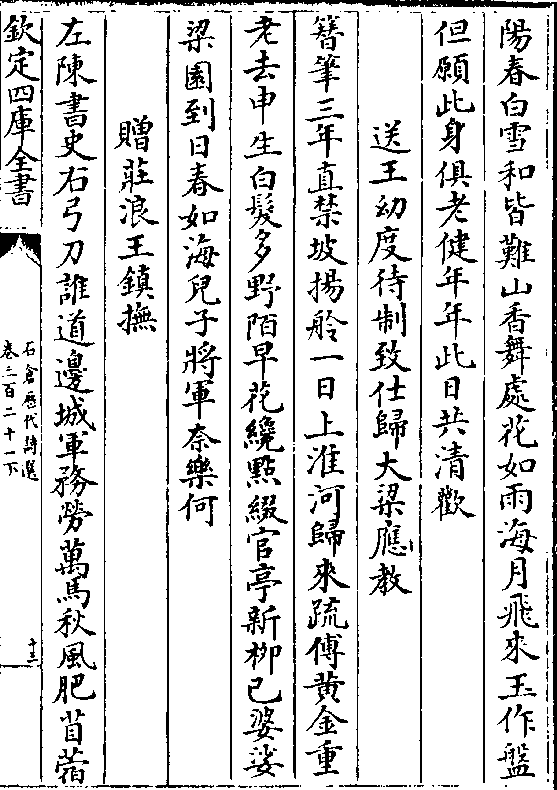 陽春白雪和皆難山香舞處花如雨海月飛來玉作盤
但願此身俱老健年年此日共清歡
送王幼度待制致仕歸大梁應教
簪筆三年直禁坡揚舲一日上淮河歸來疏傅黃金重
老去申生白髮多野陌早花纔點綴官亭新柳已婆娑
梁園到日春如海兒子將軍奈樂何
贈莊浪王鎮撫
左陳書史右弓刀誰道邊城軍務勞萬馬秋風肥苜蓿
欽定四庫全書
石倉歷代詩選
卷三百二十一下
十三